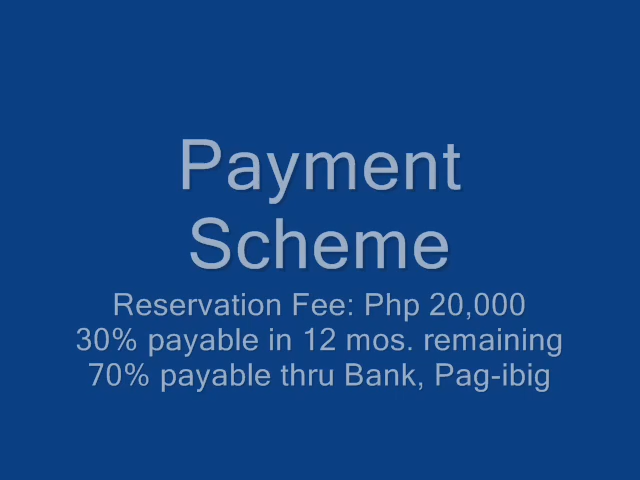 Payment
Scheme
Reservation Fee: Php 20,000
30% payable in 12 mos. remaining
70% payable thru Bank, Pag-ibig